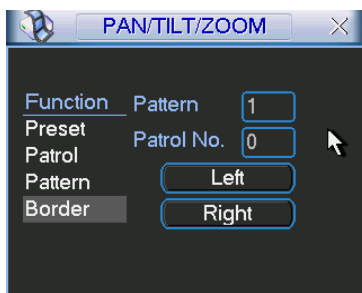 PAN/TILT/ZOOM
Function
Preset
Patrol
Pattern
Border
Pattern 1
Patrol No. 0
Left
Right